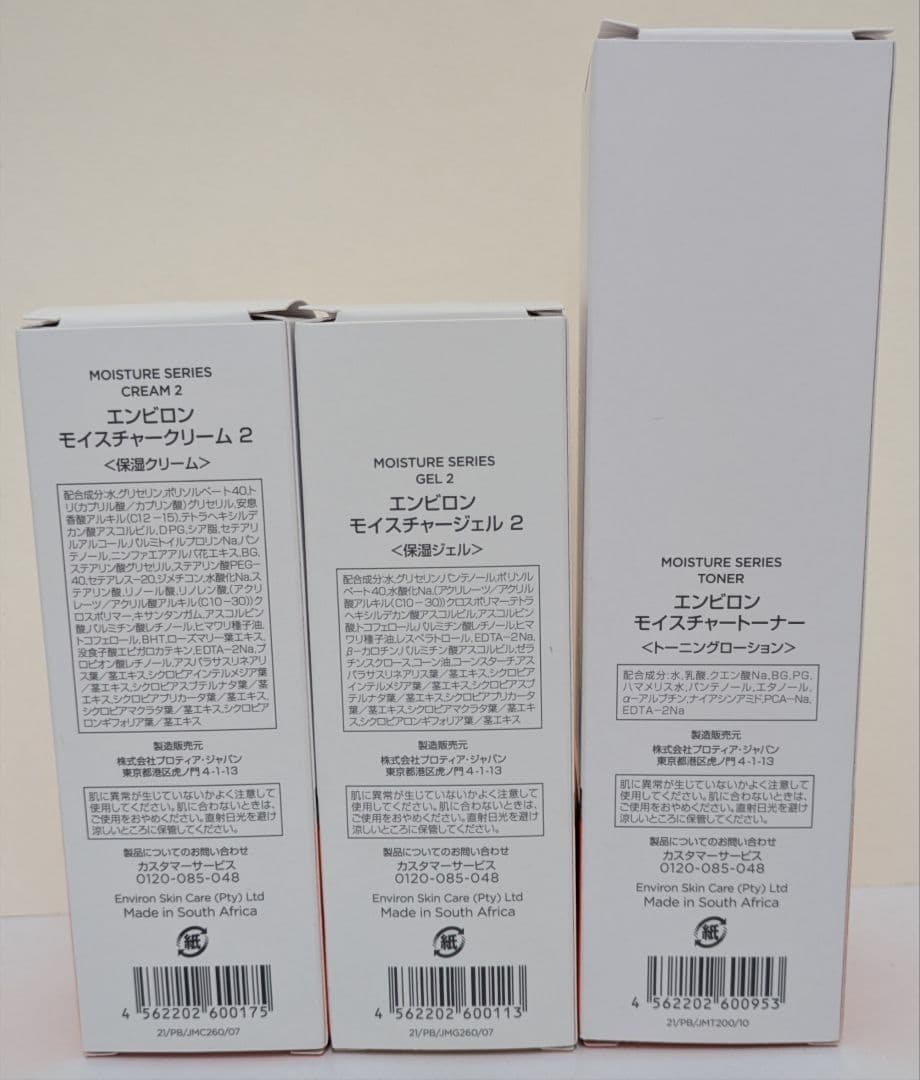 MOISTURE SERIES
CREAM 2
エンビロン
モイスチャークリーム 2
＜保湿クリーム＞
配合成分:水,グリセリン,ポリソルベート40,ト
リ(カプリル酸／カプリン酸)グリセリル,安息
香酸アルキル(C12－15),テトラヘキシルデ
カン酸アスコルビル,DPG,シア脂,セテアリ
ルアルコール,パルミトイルプロリンNa,パン
テノール,ニンファエアアルバ花エキス,BG,
ステアリン酸グリセリル,ステアリン酸PEG－
40,セテアレス－20,ジメチコン,水酸化Na,ス
テアリン酸,リノール酸,リノレン酸,(アクリ
レーツ／アクリル酸アルキル(C10－30))ク
ロスポリマー,キサンタンガム,アスコルビン
酸,パルミチン酸レチノール,ヒマワリ種子油,
トコフェロール,BHT,ローズマリー葉エキス,
没食子酸エピガロカテキン,EDTA－2Na,プ
ロピオン酸レチノール,アスパラサスリネアリ
ス葉／茎エキス,シクロピアインテルメジア葉
／茎エキス,シクロピアスブテルナタ葉／茎
エキス,シクロピアプリカータ葉／茎エキス,
シクロピアマクラタ葉／茎エキス,シクロピア
ロンギフォリア葉／茎エキス
製造販売元
株式会社プロティア・ジャパン
東京都港区虎ノ門 4-1-13
肌に異常が生じていないかよく注意して
使用してください。肌に合わないときは、
ご使用をおやめください。直射日光を避け
涼しいところに保管してください。
製品についてのお問い合わせ
カスタマーサービス
0120-085-048
Environ Skin Care (Pty) Ltd
Made in South Africa
紙
4 562202 600175
21/PB/JMC260/07
MOISTURE SERIES
GEL 2
エンビロン
モイスチャージェル 2
＜保湿ジェル＞
配合成分:水,グリセリン,パンテノール,ポリソル
ベート40,水酸化Na,(アクリレーツ／アクリル
酸アルキル(C10－30))クロスポリマー,テトラ
ヘキシルデカン酸アスコルビル,アスコルビン
酸,トコフェロール,パルミチン酸レチノール,ヒマ
ワリ種子油,レスベラトロール,EDTA－2Na,
β－カロチン,パルミチン酸アスコルビル,ゼラ
チン,スクロース,コーン油,コーンスターチ,アス
パラサスリネアリス葉／茎エキス,シクロピア
インテルメジア葉／茎エキス,シクロピアスブ
テルナタ葉／茎エキス,シクロピアプリカータ
葉／茎エキス,シクロピアマクラタ葉／茎エキ
ス,シクロピアロンギフォリア葉／茎エキス
製造販売元
株式会社プロティア・ジャパン
東京都港区虎ノ門 4-1-13
肌に異常が生じていないかよく注意して
使用してください。肌に合わないときは、
ご使用をおやめください。直射日光を避け
涼しいところに保管してください。
製品についてのお問い合わせ
カスタマーサービス
0120-085-048
Environ Skin Care (Pty) Ltd
Made in South Africa
紙
4 562202 600113
21/PB/JMG260/07
MOISTURE SERIES
TONER
エンビロン
モイスチャートーナー
＜トーニングローション＞
配合成分:水,乳酸,クエン酸Na,BG,PG,
ハマメリス水,パンテノール,エタノール,
α－アルブチン,ナイアシンアミド,PCA－Na,
EDTA－2Na
製造販売元
株式会社プロティア・ジャパン
東京都港区虎ノ門 4-1-13
肌に異常が生じていないかよく注意して
使用してください。肌に合わないときは、
ご使用をおやめください。直射日光を避け
涼しいところに保管してください。
製品についてのお問い合わせ
カスタマーサービス
0120-085-048
Environ Skin Care (Pty) Ltd
Made in South Africa
紙
4 562202 600953
21/PB/JMT200/10